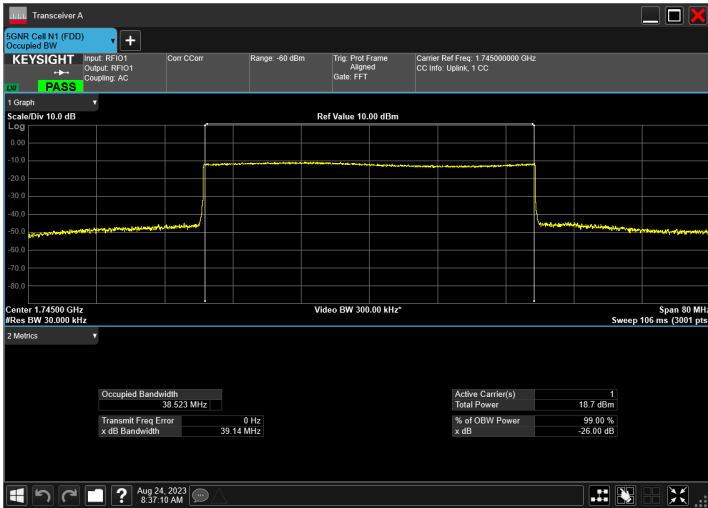 Transceiver A
5GNR Cell N1 (FDD)
Occupied BW
KEYSIGHT
LXI
PASS
Input: RFIO1
Output: RFIO1
Coupling: AC
Corr CCorr
Range: -60 dBm
Trig: Prot Frame
Aligned
Gate: FFT
Carrier Ref Freq: 1.745000000 GHz
CC Info: Uplink, 1 CC
1 Graph
Scale/Div 10.0 dB
Ref Value 10.00 dBm
Log
0.00
-10.0
-20.0
-30.0
-40.0
-50.0
-60.0
-70.0
-80.0
Center 1.74500 GHz
Video BW 300.00 kHz*
Span 80 MHz
#Res BW 30.000 kHz
Sweep 106 ms (3001 pts
2 Metrics
Occupied Bandwidth
38.523 MHz
Transmit Freq Error 0 Hz
x dB Bandwidth 39.14 MHz
Active Carrier(s) 1
Total Power 18.7 dBm
% of OBW Power 99.00 %
x dB -26.00 dB
Aug 24, 2023
8:37:10 AM